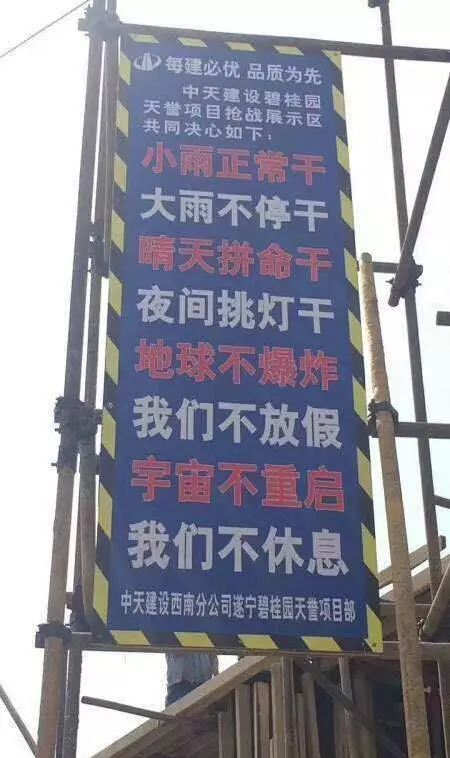 每建必优 品质为先
中天建设碧桂园
天誉项目抢战展示区
共同决心如下：
小雨正常干
大雨不停干
晴天拼命干
夜间挑灯干
地球不爆炸
我们不放假
宇宙不重启
我们不休息
中天建设西南分公司遂宁碧桂园天誉项目部